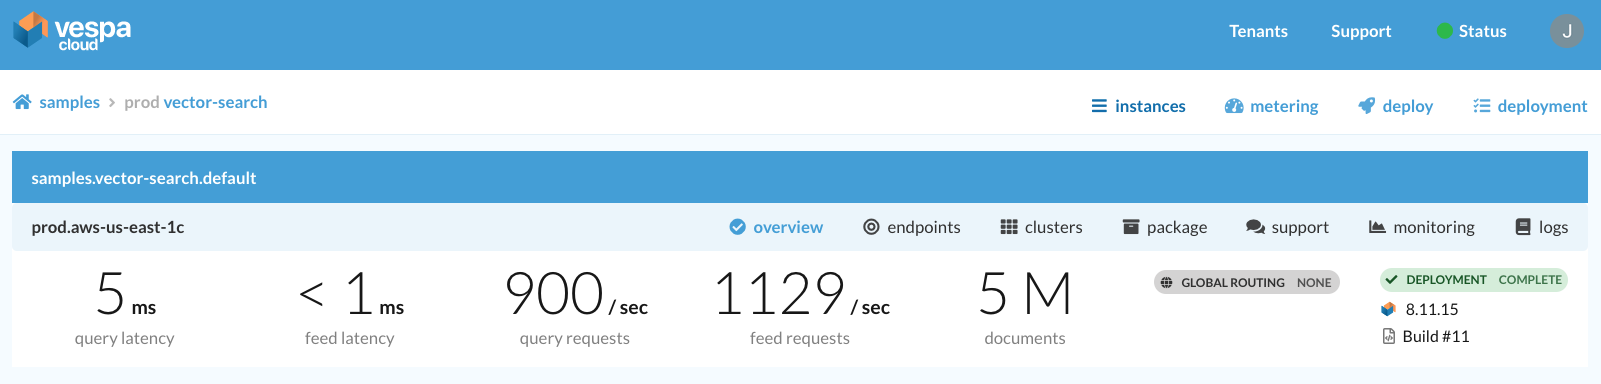 vespa
cloud
Tenants Support Status J
samples > prod vector-search
instances metering deploy deployment
samples.vector-search.default
prod.aws-us-east-1c overview endpoints clusters package support monitoring logs
5 ms < 1 ms 900 / sec 1129 / sec 5 M
query latency feed latency query requests feed requests documents
GLOBAL ROUTING NONE
DEPLOYMENT COMPLETE
8.11.15
Build #11